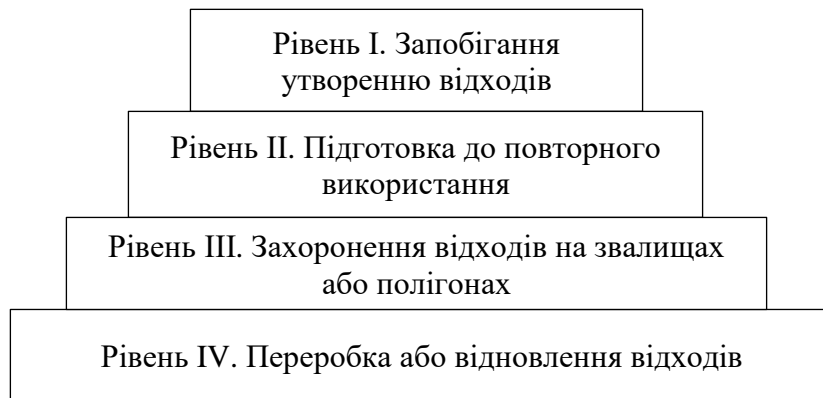 Рівень I. Запобігання
утворенню відходів
Рівень II. Підготовка до повторного
використання
Рівень III. Захоронення відходів на звалищах
або полігонах
Рівень IV. Переробка або відновлення відходів